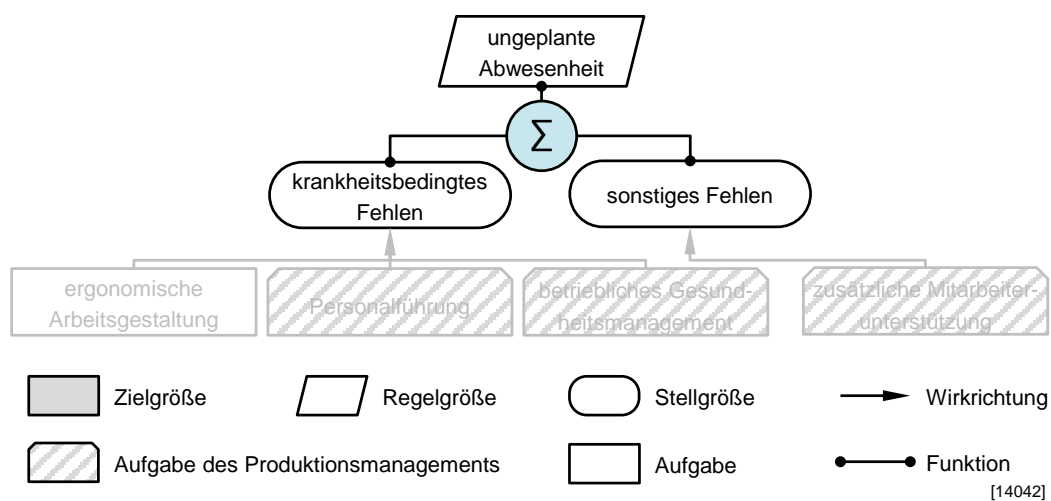 ungeplante
Abwesenheit
Σ
krankheitsbedingtes
Fehlen
sonstiges Fehlen
ergonomische
Arbeitsgestaltung
Personalführung
betriebliches Gesund-
heitsmanagement
zusätzliche Mitarbeiter-
unterstützung
Zielgröße
Regelgröße
Stellgröße
Wirkrichtung
Aufgabe des Produktionsmanagements
Aufgabe
Funktion
[14042]